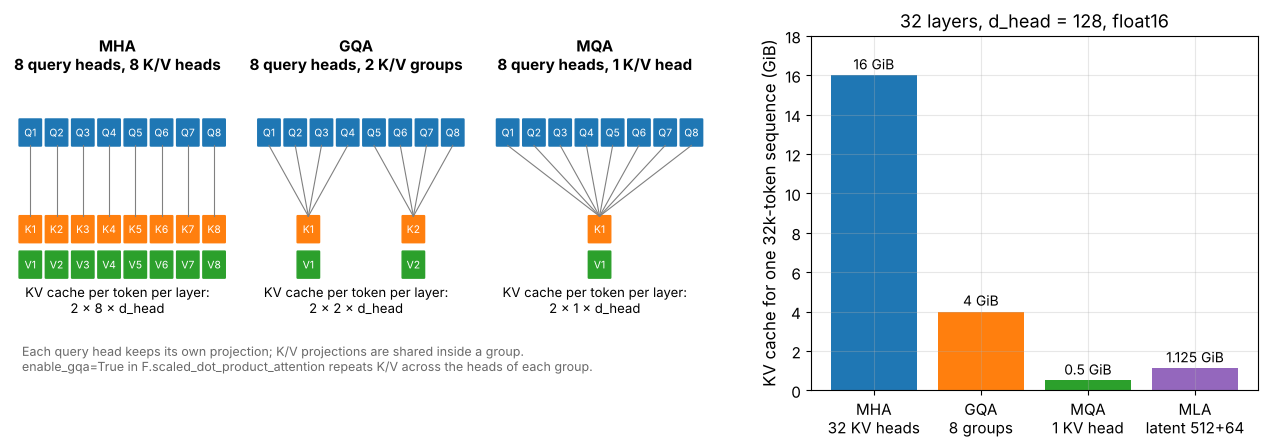 MHA
8 query heads, 8 K/V heads
Q1 Q2 Q3 Q4 Q5 Q6 Q7 Q8
K1 K2 K3 K4 K5 K6 K7 K8
V1 V2 V3 V4 V5 V6 V7 V8
KV cache per token per layer:
2 × 8 × d_head
GQA
8 query heads, 2 K/V groups
Q1 Q2 Q3 Q4 Q5 Q6 Q7 Q8
K1 K2
V1 V2
KV cache per token per layer:
2 × 2 × d_head
MQA
8 query heads, 1 K/V head
Q1 Q2 Q3 Q4 Q5 Q6 Q7 Q8
K1
V1
KV cache per token per layer:
2 × 1 × d_head
Each query head keeps its own projection; K/V projections are shared inside a group.
enable_gqa=True in F.scaled_dot_product_attention repeats K/V across the heads of each group.
32 layers, d_head = 128, float16
KV cache for one 32k-token sequence (GiB)
18
16
14
12
10
8
6
4
2
0
16 GiB
4 GiB
0.5 GiB
1.125 GiB
MHA
32 KV heads
GQA
8 groups
MQA
1 KV head
MLA
latent 512+64